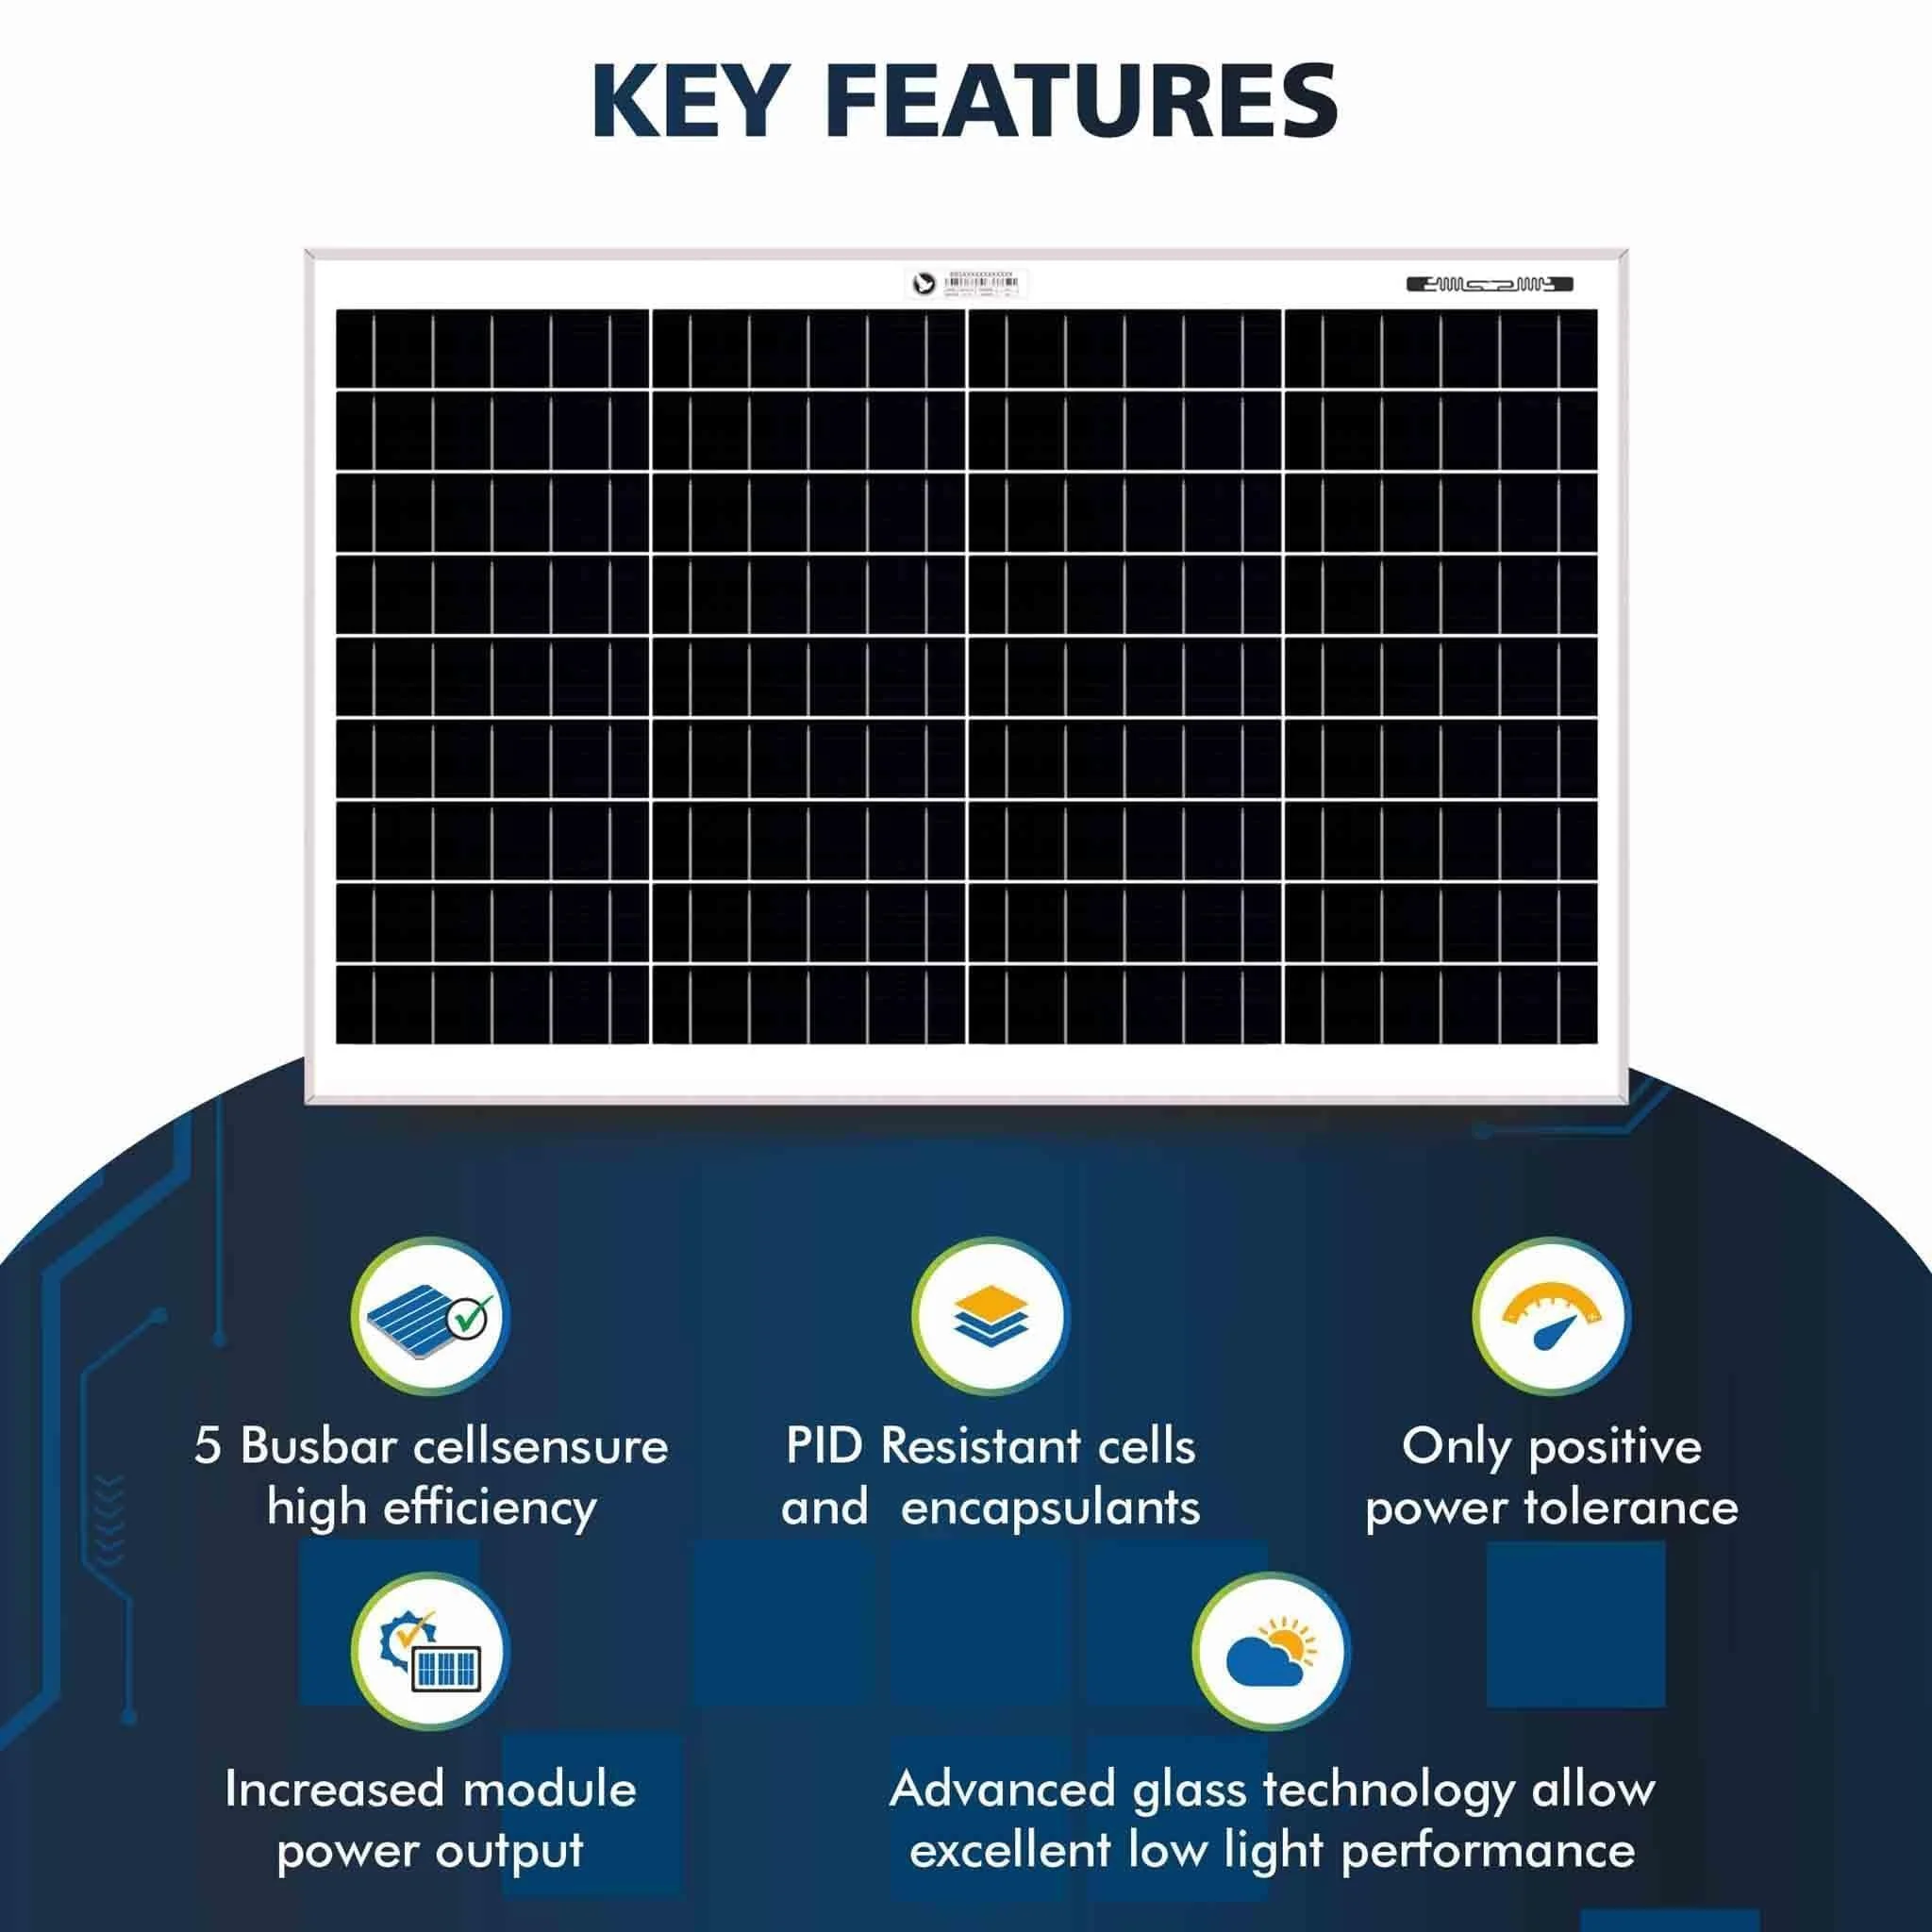 KEY FEATURES
5 Busbar cellsensure
high efficiency
PID Resistant cells
and encapsulants
Only positive
power tolerance
Increased module
power output
Advanced glass technology allow
excellent low light performance